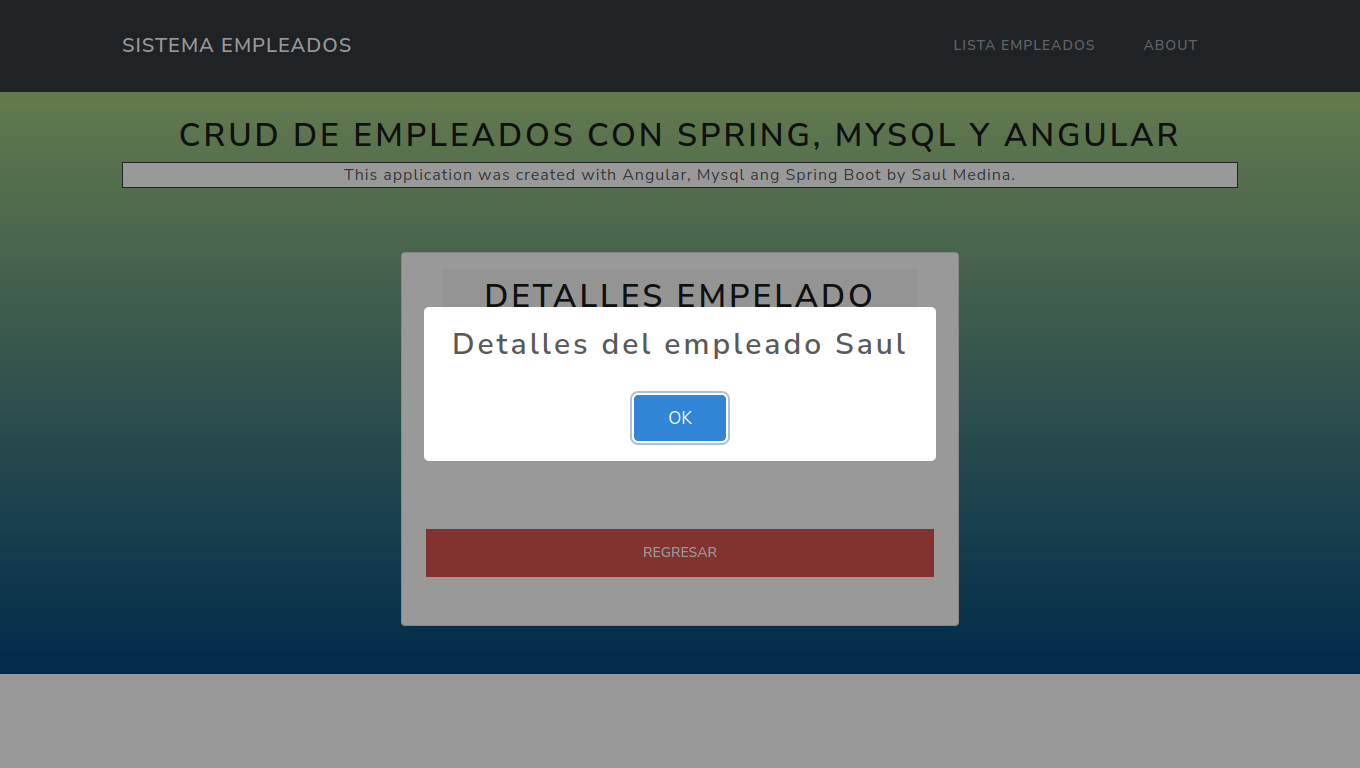 SISTEMA EMPLEADOS
LISTA EMPLEADOS
ABOUT
CRUD DE EMPLEADOS CON SPRING, MYSQL Y ANGULAR
This application was created with Angular, Mysql ang Spring Boot by Saul Medina.
DETALLES EMPELADO
Detalles del empleado Saul
OK
REGRESAR